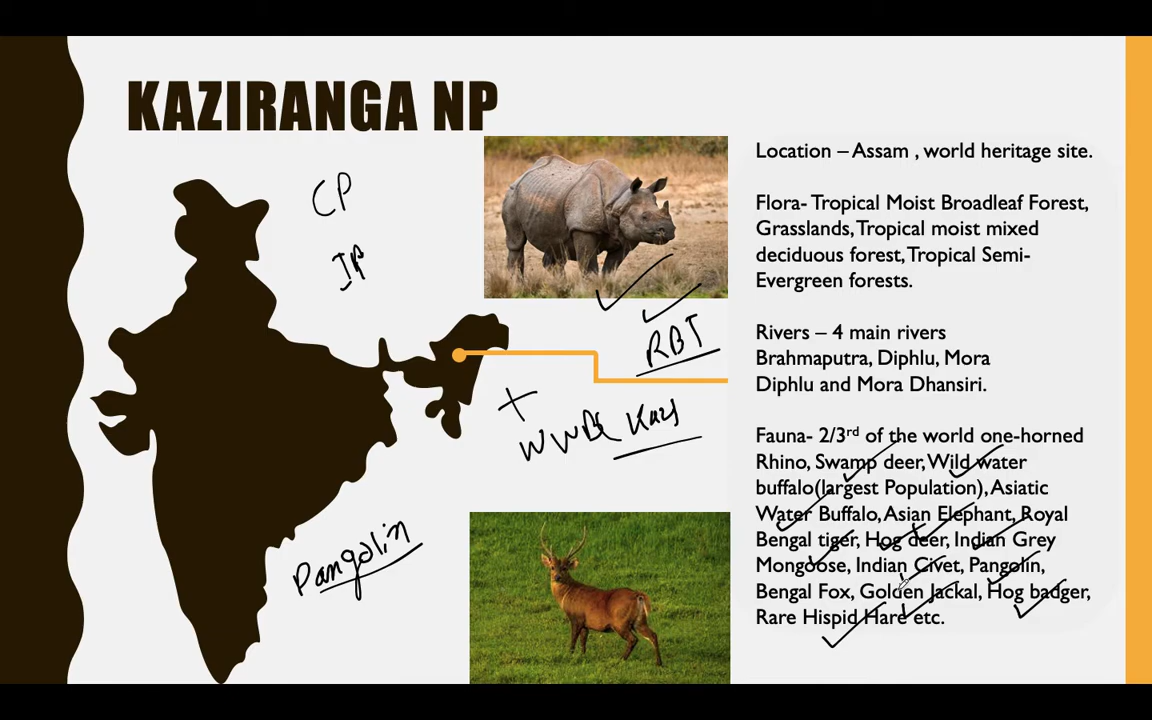 KAZIRANGA NP
CP
IP
RBT
+
Pangolin
Location – Assam , world heritage site.
Flora- Tropical Moist Broadleaf Forest,
Grasslands, Tropical moist mixed
deciduous forest, Tropical Semi-
Evergreen forests.
Rivers – 4 main rivers
Brahmaputra, Diphlu, Mora
Diphlu and Mora Dhansiri.
Fauna- 2/3rd of the world one-horned
Rhino, Swamp deer, Wild water
buffalo(largest Population), Asiatic
Water Buffalo, Asian Elephant, Royal
Bengal tiger, Hog deer, Indian Grey
Mongoose, Indian Civet, Pangolin,
Bengal Fox, Golden Jackal, Hog badger,
Rare Hispid Hare etc.